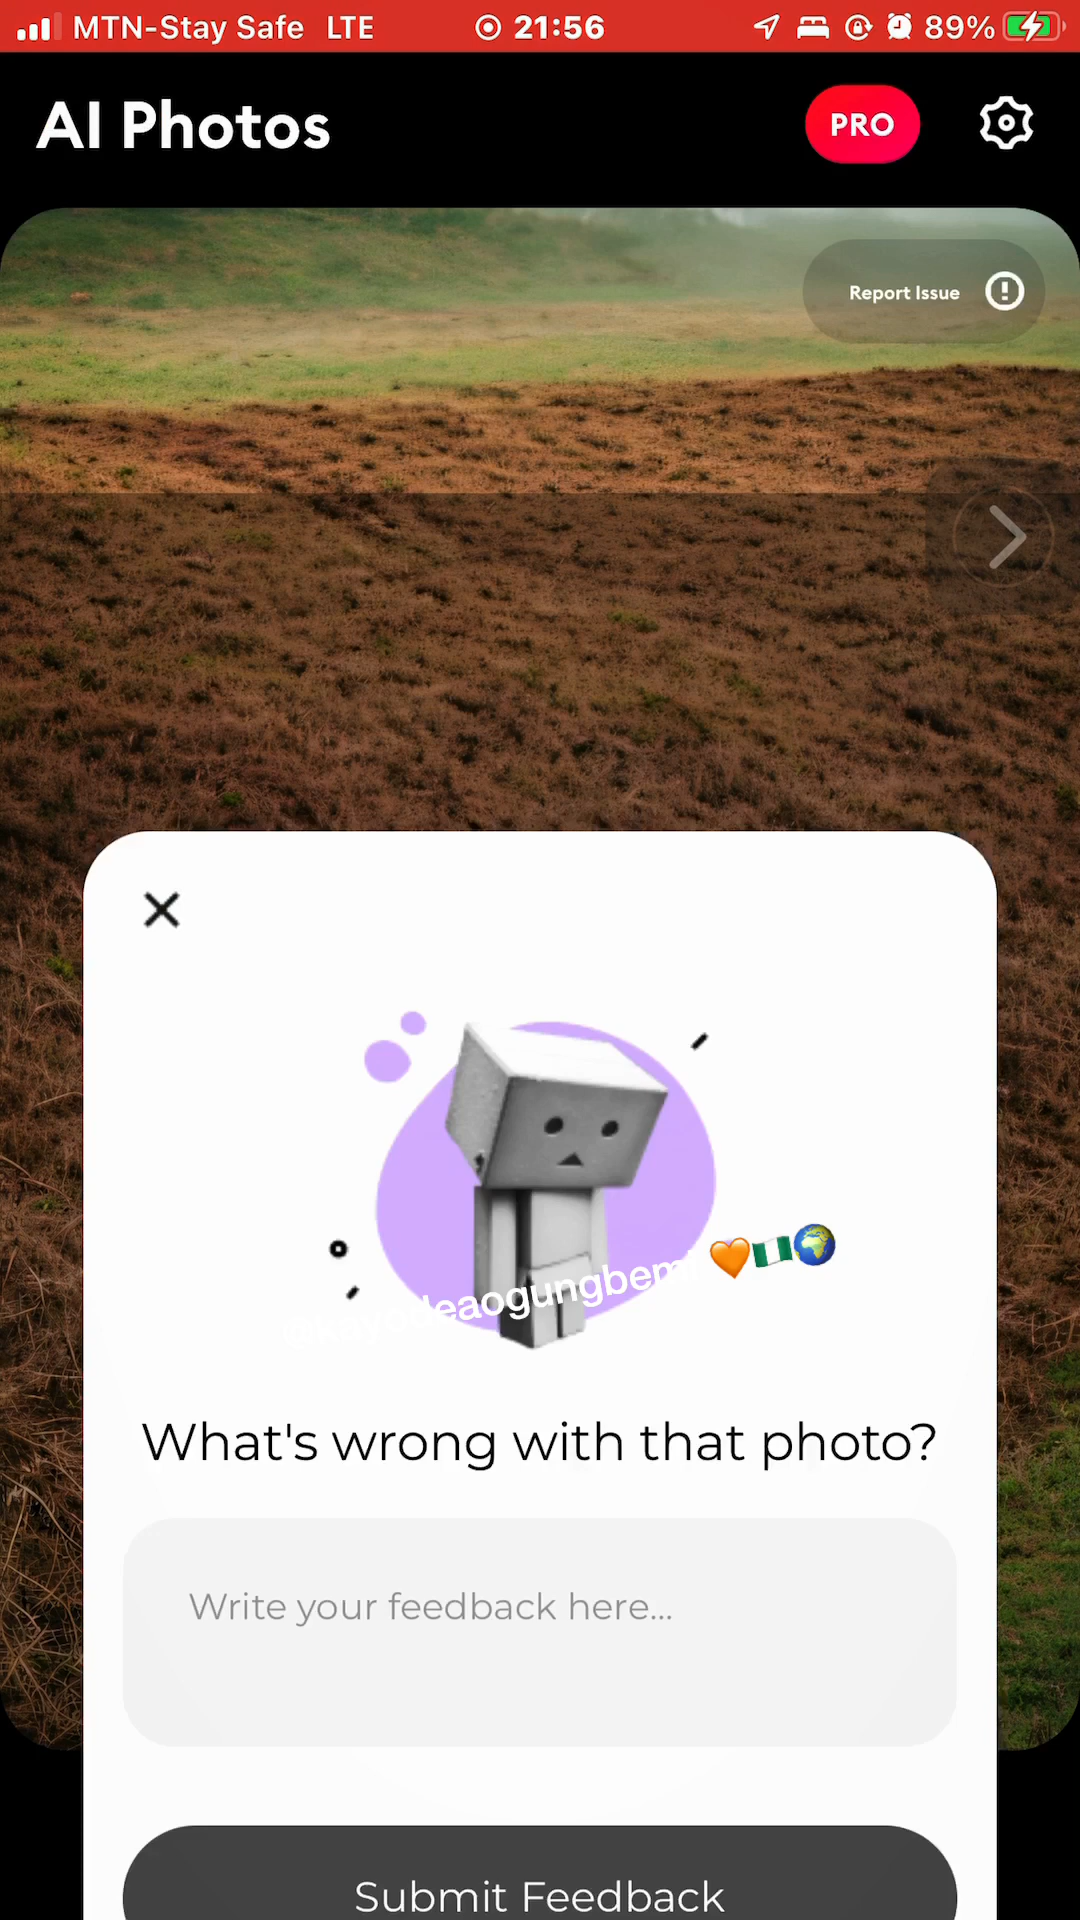 MTN-Stay Safe LTE 21:56 89%
AI Photos PRO
Report Issue
@kayodeaogungbemi 🧡🇳🇬🌍
What's wrong with that photo?
Write your feedback here...
Submit Feedback